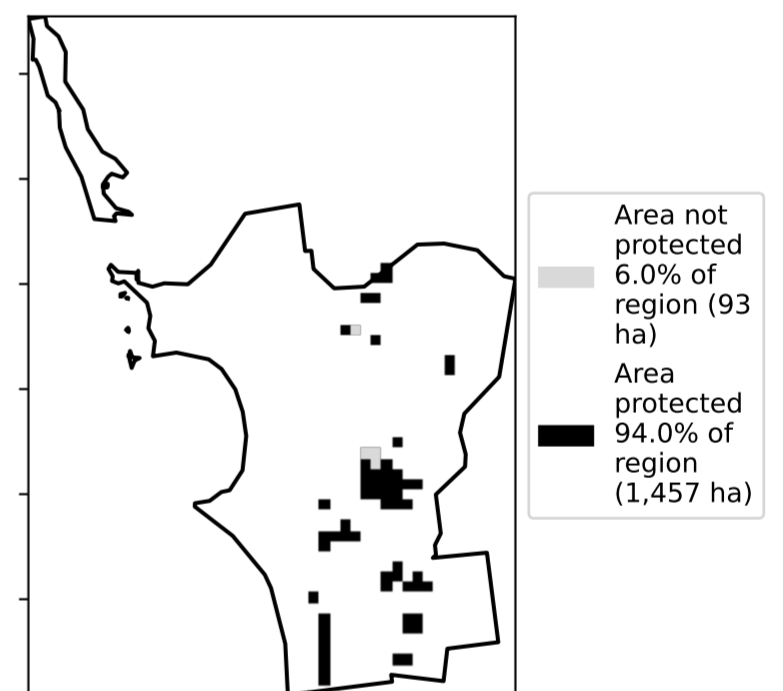 Area not
protected
6.0% of
region (93
ha)
Area
protected
94.0% of
region
(1,457 ha)